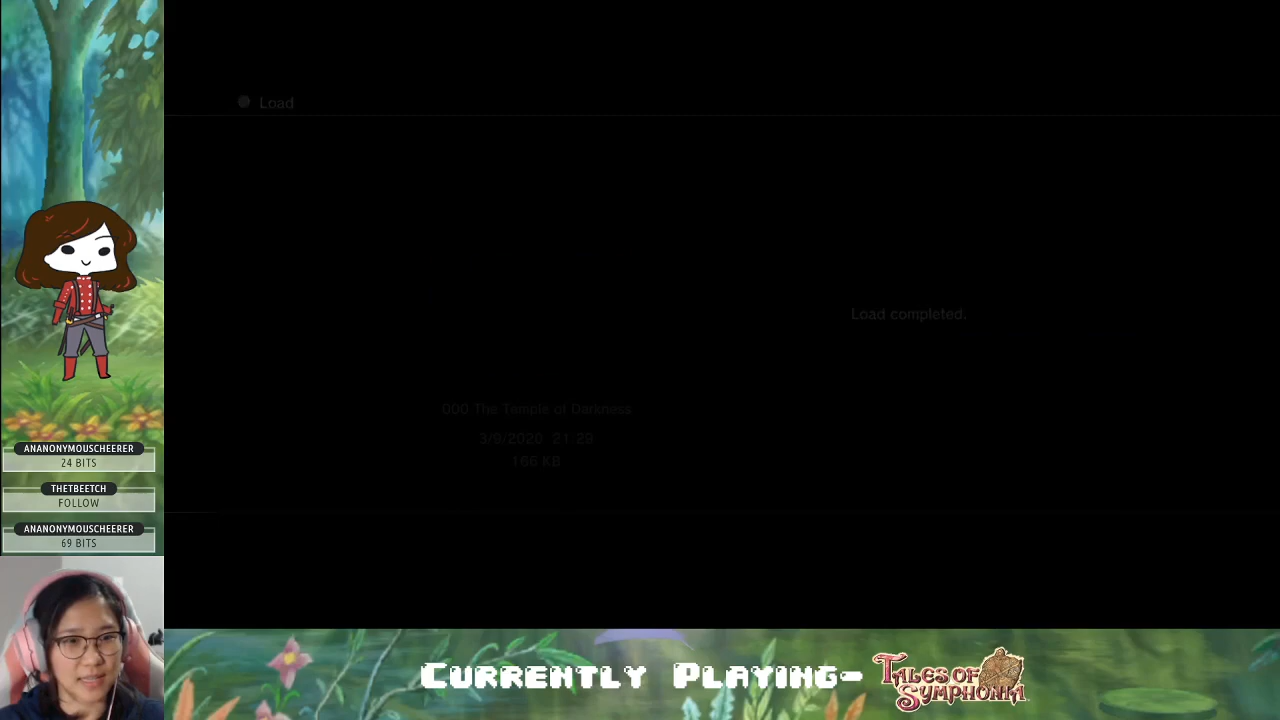 Load
Load completed.
000 The Temple of Darkness
3/9/2020 21:29
166 KB
ANANONYMOUSCHEERER
24 BITS
THETBEETCH
FOLLOW
ANANONYMOUSCHEERER
69 BITS
CURRENTLY PLAYING-
TALES OF
SYMPHONIA